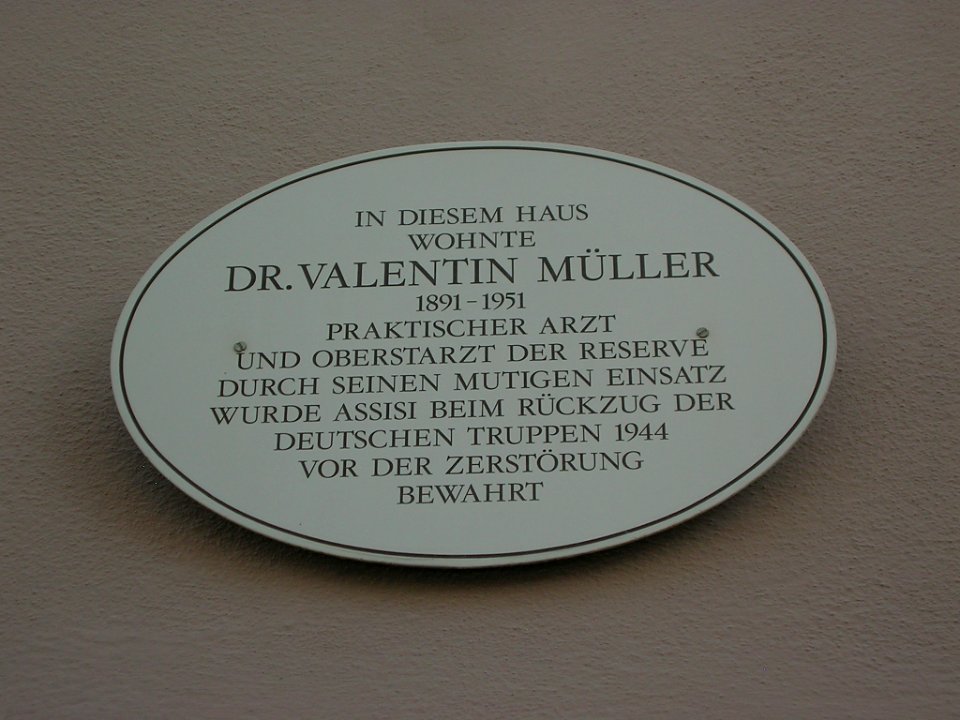 IN DIESEM HAUS
WOHNTE
DR. VALENTIN MÜLLER
1891-1951
PRAKTISCHER ARZT
UND OBERSTARZT DER RESERVE
DURCH SEINEN MUTIGEN EINSATZ
WURDE ASSISI BEIM RÜCKZUG DER
DEUTSCHEN TRUPPEN 1944
VOR DER ZERSTÖRUNG
BEWAHRT